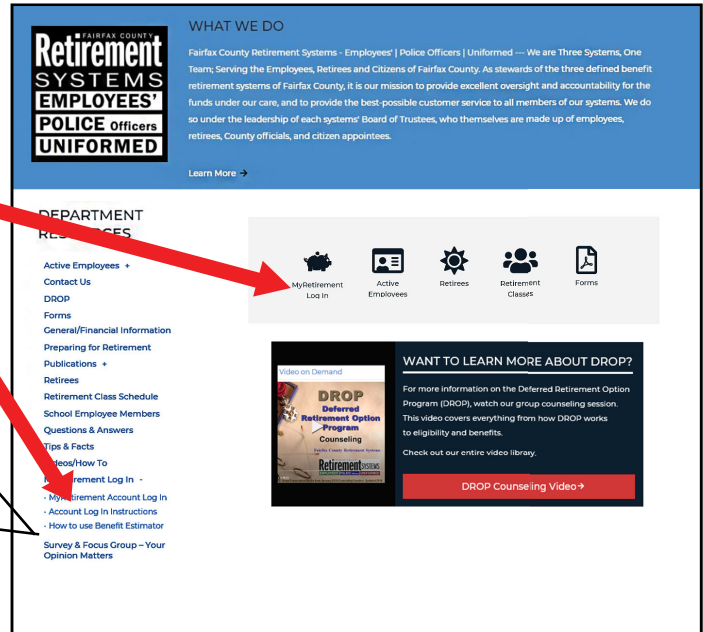 FAIRFAX COUNTY
Retirement
SYSTEMS
EMPLOYEES'
POLICE Officers
UNIFORMED
WHAT WE DO
Fairfax County Retirement Systems - Employees' | Police Officers | Uniformed --- We are Three Systems, One
Team; Serving the Employees, Retirees and Citizens of Fairfax County. As stewards of the three defined benefit
retirement systems of Fairfax County, it is our mission to provide excellent oversight and accountability for the
funds under our care, and to provide the best-possible customer service to all members of our systems. We do
so under the leadership of each systems' Board of Trustees, who themselves are made up of employees,
retirees, County officials, and citizen appointees.
Learn More →
DEPARTMENT
RESOURCES
Active Employees +
Contact Us
DROP
Forms
General/Financial Information
Preparing for Retirement
Publications +
Retirees
Retirement Class Schedule
School Employee Members
Questions & Answers
Tips & Facts
Videos/How To
MyRetirement Log In -
- MyRetirement Account Log In
- Account Log In Instructions
- How to use Benefit Estimator
Survey & Focus Group – Your
Opinion Matters
MyRetirement
Log In
Active
Employees
Retirees
Retirement
Classes
Forms
Video on Demand
DROP
Deferred
Retirement Option
Program
Counseling
Fairfax County Retirement Systems
Retirement SYSTEMS
WANT TO LEARN MORE ABOUT DROP?
For more information on the Deferred Retirement Option
Program (DROP), watch our group counseling session.
This video covers everything from how DROP works
to eligibility and benefits.
Check out our entire video library.
DROP Counseling Video →